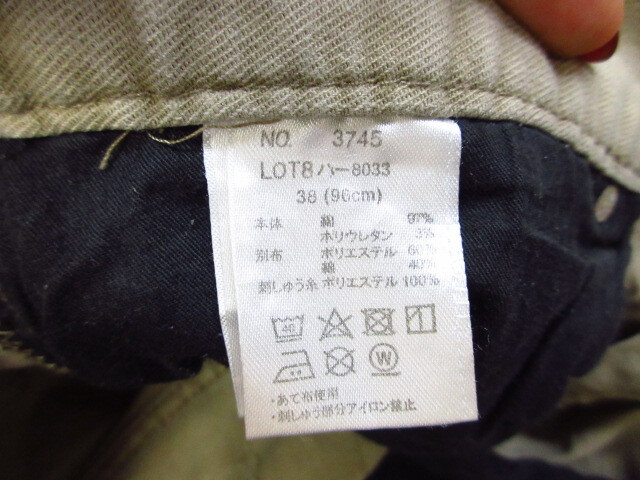 NO. 3745
LOT8ハー8033
38 (96cm)
本体 綿 97%
ポリウレタン 3%
別布 ポリエステル 60%
綿 40%
刺しゅう糸 ポリエステル 100%
40
W
・あて布使用
・刺しゅう部分アイロン禁止